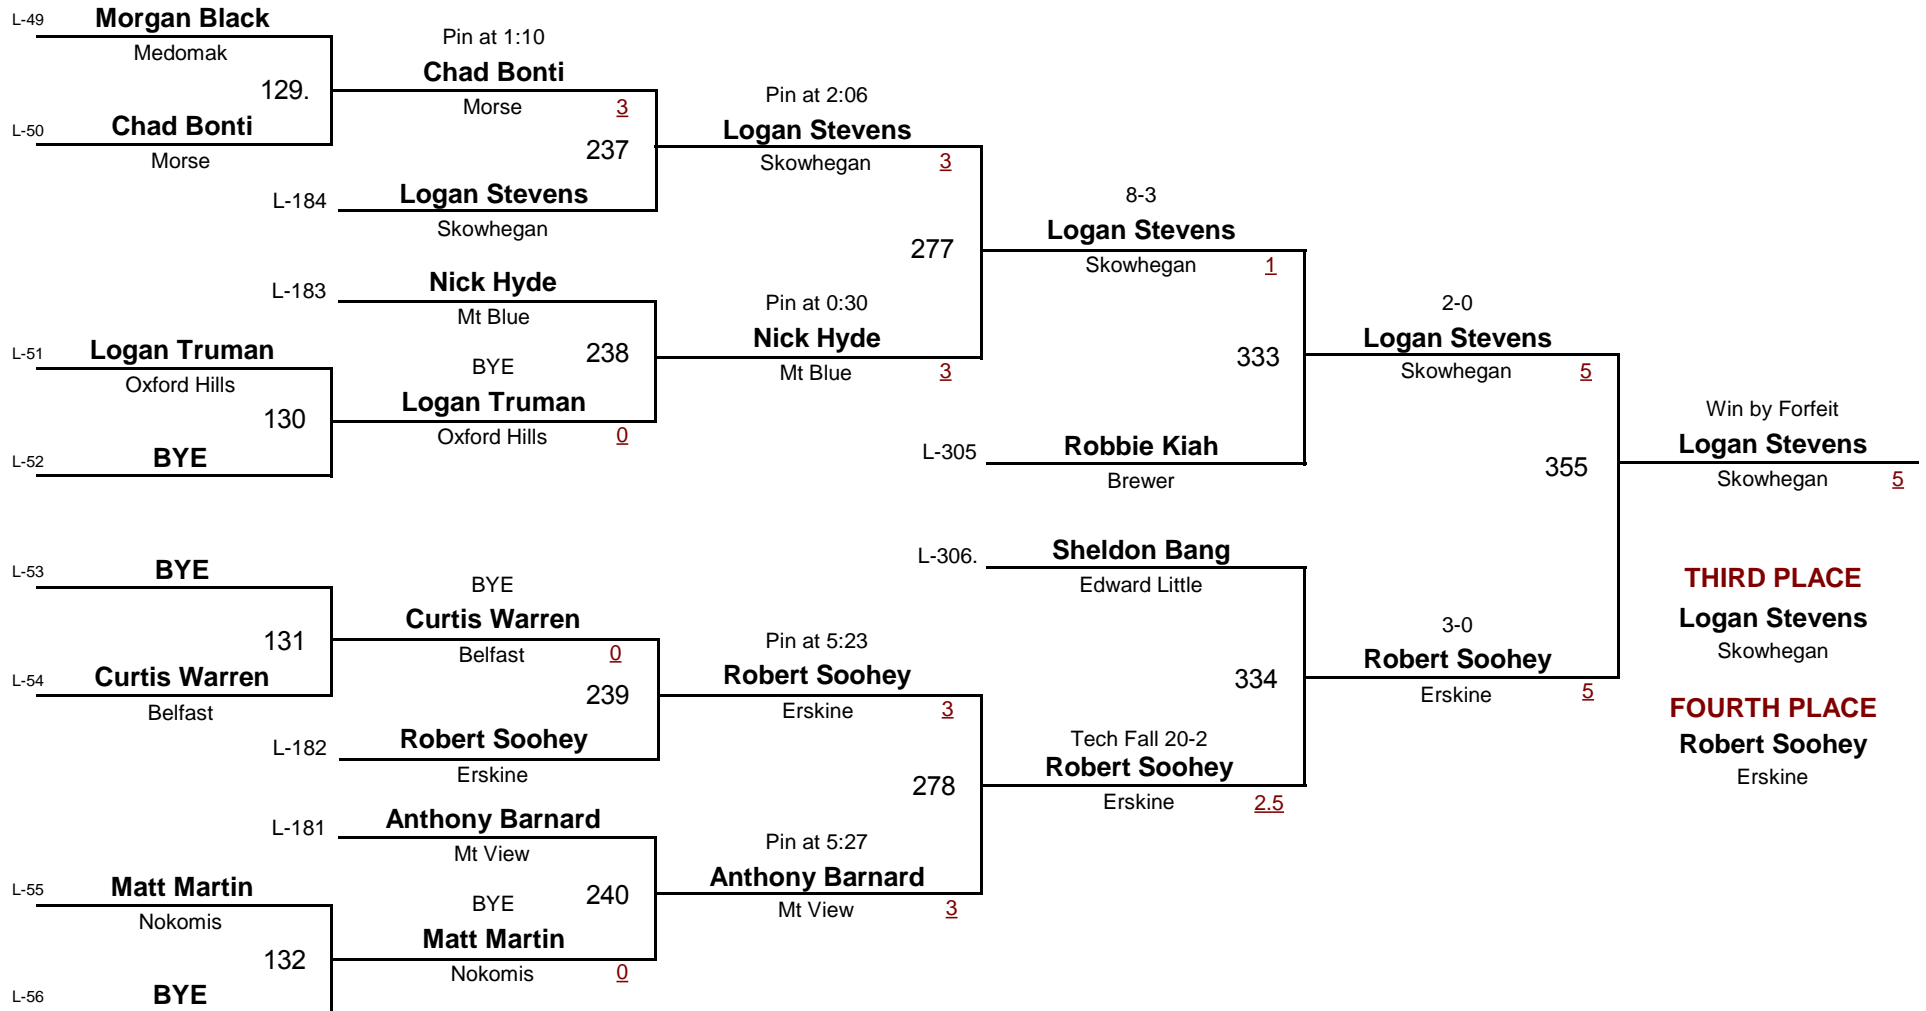 L-49 Morgan Black
Medomak
129.
L-50 Chad Bonti
Morse
Pin at 1:10
Chad Bonti
Morse 3
237
L-184 Logan Stevens
Skowhegan
Pin at 2:06
Logan Stevens
Skowhegan 3
277
L-183 Nick Hyde
Mt Blue
238
L-51 Logan Truman
Oxford Hills
130
L-52 BYE
BYE
Logan Truman
Oxford Hills 0
Pin at 0:30
Nick Hyde
Mt Blue 3
8-3
Logan Stevens
Skowhegan 1
333
L-305 Robbie Kiah
Brewer
2-0
Logan Stevens
Skowhegan 5
355
Win by Forfeit
Logan Stevens
Skowhegan 5
L-53 BYE
131
L-54 Curtis Warren
Belfast
BYE
Curtis Warren
Belfast 0
239
L-182 Robert Soohey
Erskine
Pin at 5:23
Robert Soohey
Erskine 3
278
L-181 Anthony Barnard
Mt View
240
L-55 Matt Martin
Nokomis
132
L-56 BYE
BYE
Matt Martin
Nokomis 0
Pin at 5:27
Anthony Barnard
Mt View 3
L-306. Sheldon Bang
Edward Little
334
Tech Fall 20-2
Robert Soohey
Erskine 2.5
3-0
Robert Soohey
Erskine 5
THIRD PLACE
Logan Stevens
Skowhegan
FOURTH PLACE
Robert Soohey
Erskine